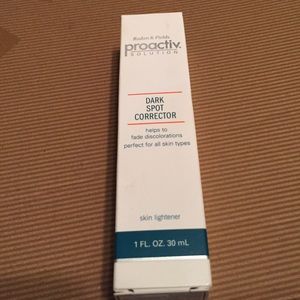 Rodan & Fields
proactiv
SOLUTION
DARK
SPOT
CORRECTOR
helps to
fade discolorations
perfect for all skin types
skin lightener
1 FL. OZ. 30 mL